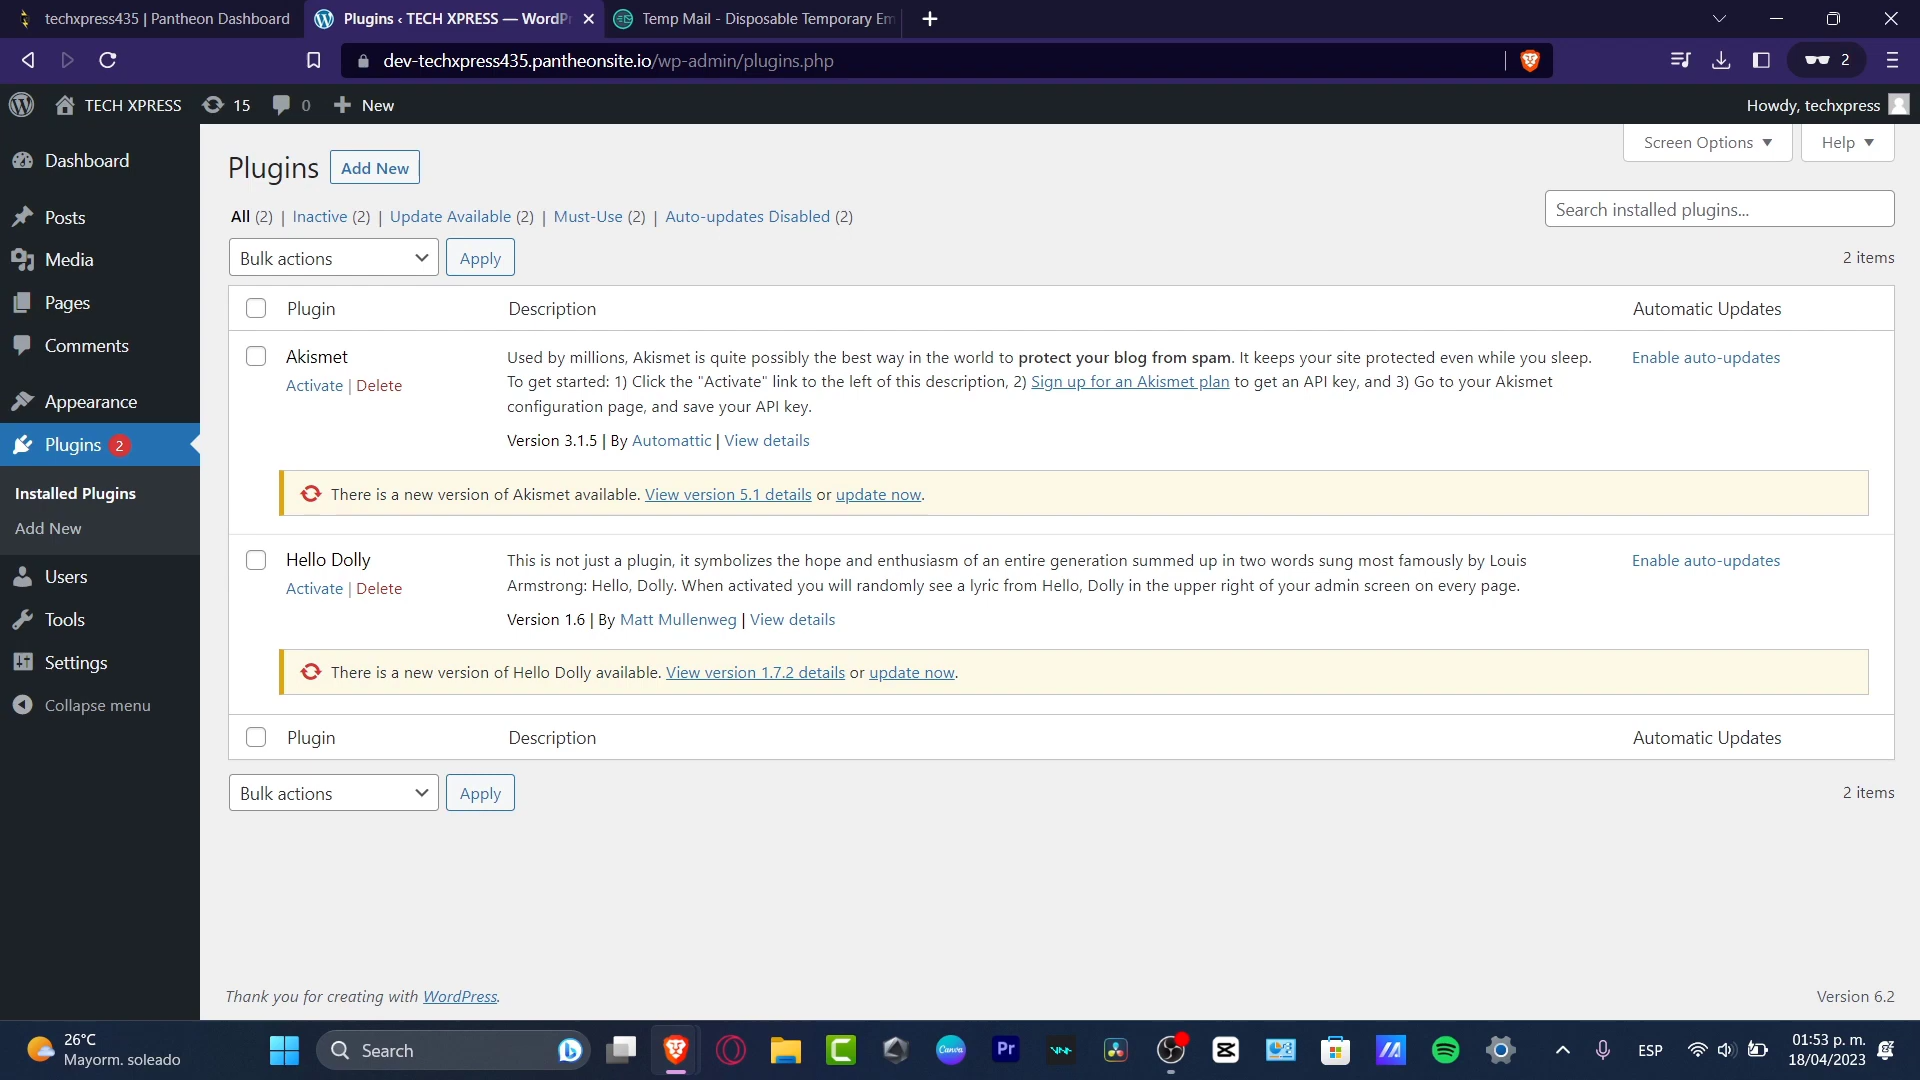 techxpress435 | Pantheon Dashboard
Plugins ‹ TECH XPRESS — WordP
Temp Mail - Disposable Temporary Em
dev-techxpress435.pantheonsite.io/wp-admin/plugins.php
2
TECH XPRESS
15
0
New
Howdy, techxpress
Dashboard
Posts
Media
Pages
Comments
Appearance
Plugins 2
Installed Plugins
Add New
Users
Tools
Settings
Collapse menu
Screen Options
Help
Plugins
Add New
All (2) | Inactive (2) | Update Available (2) | Must-Use (2) | Auto-updates Disabled (2)
Search installed plugins...
Bulk actions
Apply
2 items
Plugin
Description
Automatic Updates
Akismet
Activate | Delete
Used by millions, Akismet is quite possibly the best way in the world to protect your blog from spam. It keeps your site protected even while you sleep.
To get started: 1) Click the "Activate" link to the left of this description, 2) Sign up for an Akismet plan to get an API key, and 3) Go to your Akismet
configuration page, and save your API key.
Version 3.1.5 | By Automattic | View details
Enable auto-updates
There is a new version of Akismet available. View version 5.1 details or update now.
Hello Dolly
Activate | Delete
This is not just a plugin, it symbolizes the hope and enthusiasm of an entire generation summed up in two words sung most famously by Louis
Armstrong: Hello, Dolly. When activated you will randomly see a lyric from Hello, Dolly in the upper right of your admin screen on every page.
Version 1.6 | By Matt Mullenweg | View details
Enable auto-updates
There is a new version of Hello Dolly available. View version 1.7.2 details or update now.
Plugin
Description
Automatic Updates
Bulk actions
Apply
2 items
Thank you for creating with WordPress.
Version 6.2
26°C
Mayorm. soleado
Search
Canva
Pr
ESP
01:53 p. m.
18/04/2023